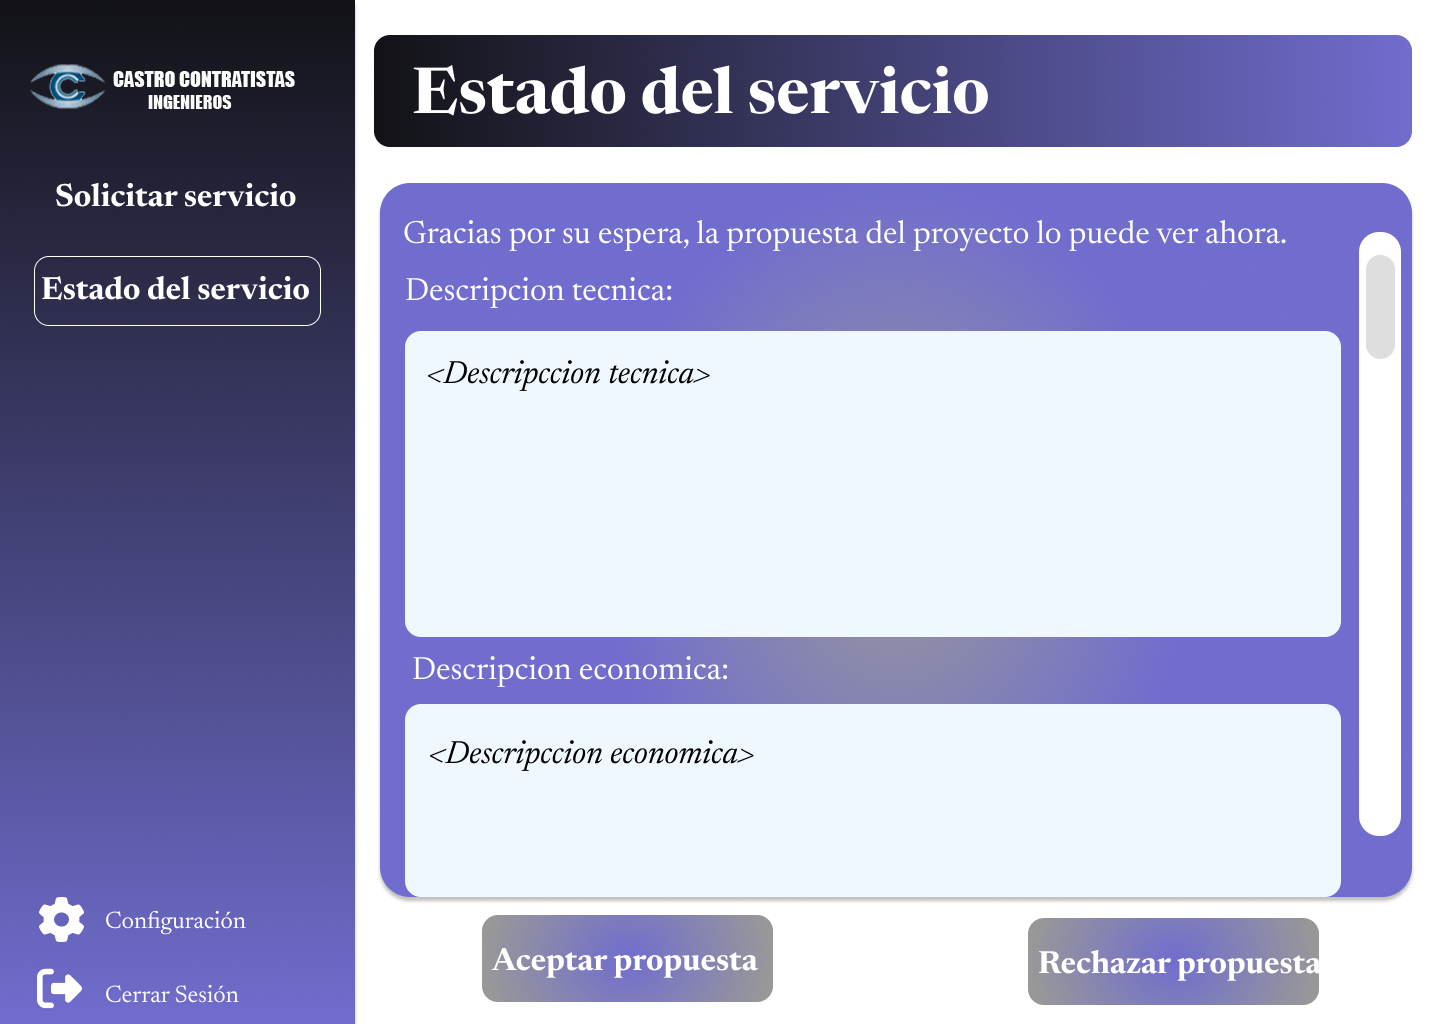 CASTRO CONTRATISTAS
INGENIEROS
Solicitar servicio
Estado del servicio
Configuración
Cerrar Sesión
Estado del servicio
Gracias por su espera, la propuesta del proyecto lo puede ver ahora.
Descripcion tecnica:
<Descripccion tecnica>
Descripcion economica:
<Descripccion economica>
Aceptar propuesta
Rechazar propuesta